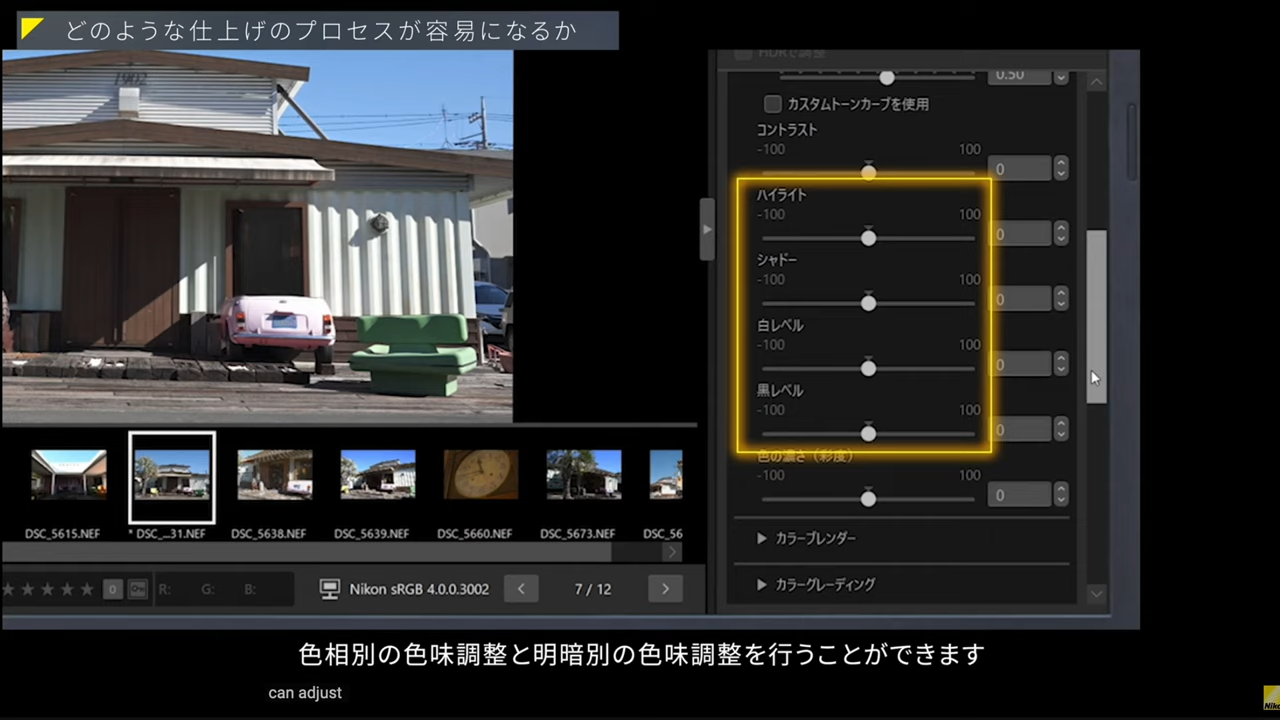 どのような仕上げのプロセスが容易になるか
HDRで調整
0.50
カスタムトーンカーブを使用
コントラスト
-100 100
0
ハイライト
-100 100
0
シャドー
-100 100
0
白レベル
-100 100
0
黒レベル
-100 100
0
色の濃さ（彩度）
-100 100
0
カラーブレンダー
カラーグレーディング
1902
DSC_5615.NEF
* DSC_...31.NEF
DSC_5638.NEF
DSC_5639.NEF
DSC_5660.NEF
DSC_5673.NEF
DSC_56
0
R: G: B:
Nikon sRGB 4.0.0.3002
7 / 12
色相別の色味調整と明暗別の色味調整を行うことができます
can adjust